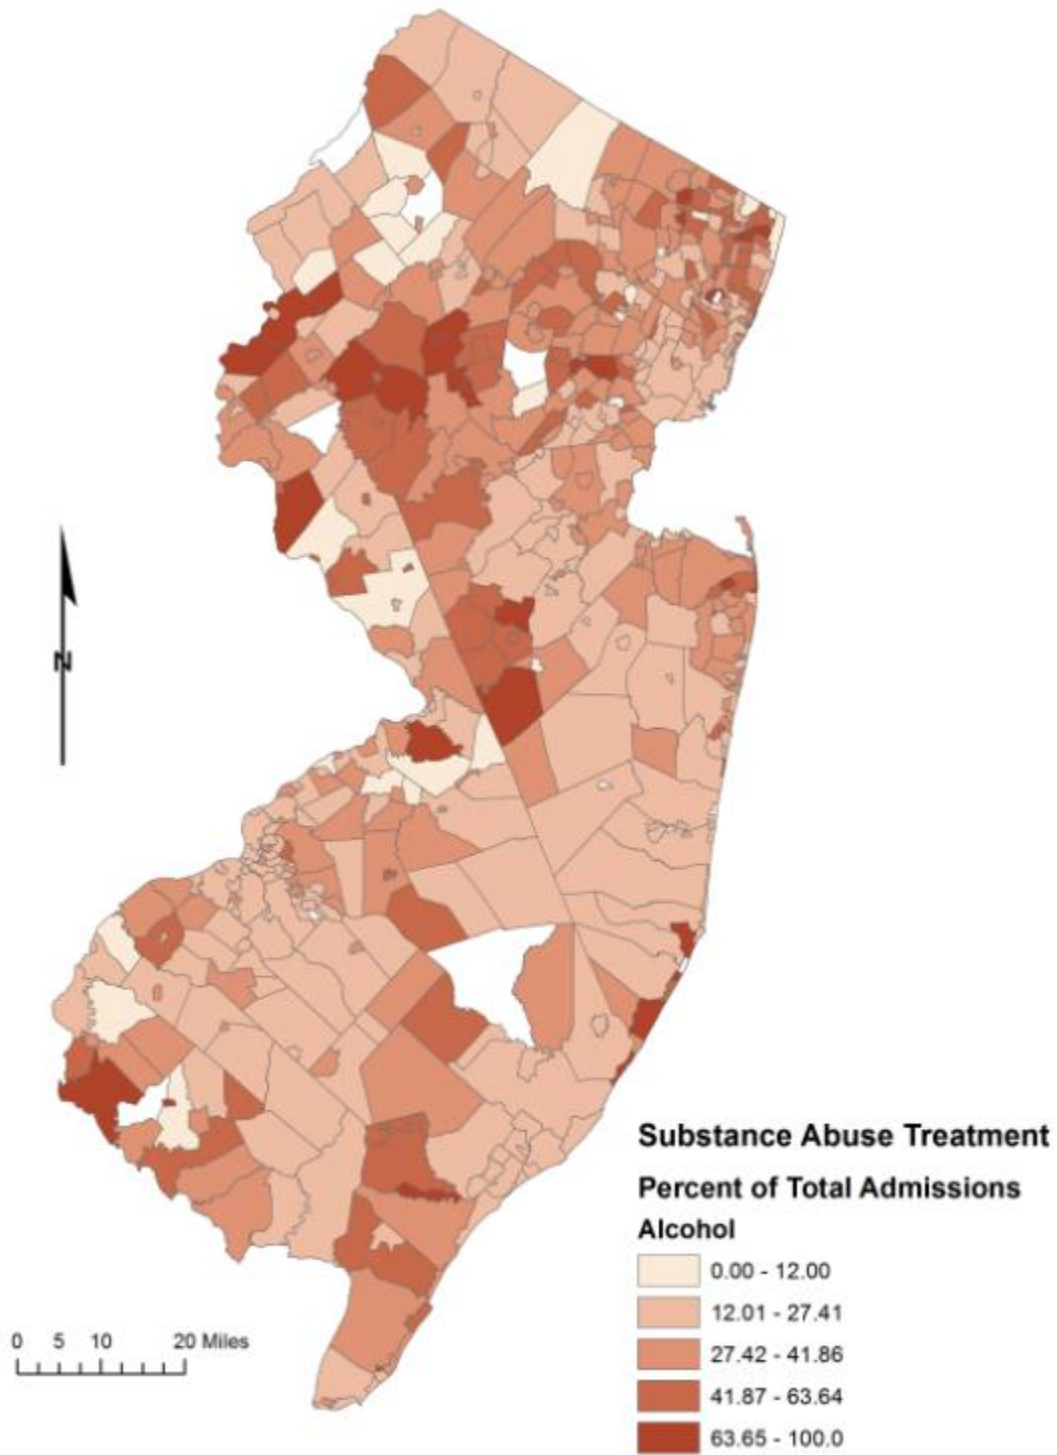 N
Substance Abuse Treatment
Percent of Total Admissions
Alcohol
0.00 - 12.00
12.01 - 27.41
27.42 - 41.86
41.87 - 63.64
63.65 - 100.0
0 5 10 20 Miles